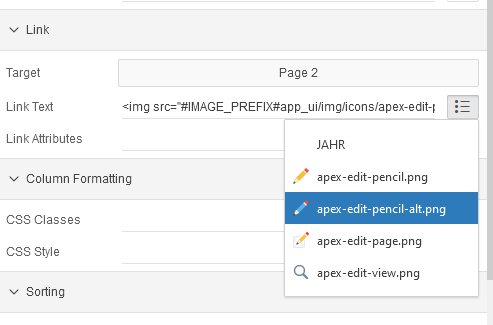 Link
Target
Page 2
Link Text
<img src="#IMAGE_PREFIX#app_ui/img/icons/apex-edit-p
Link Attributes
JAHR
apex-edit-pencil.png
Column Formatting
apex-edit-pencil-alt.png
CSS Classes
apex-edit-page.png
CSS Style
apex-edit-view.png
Sorting